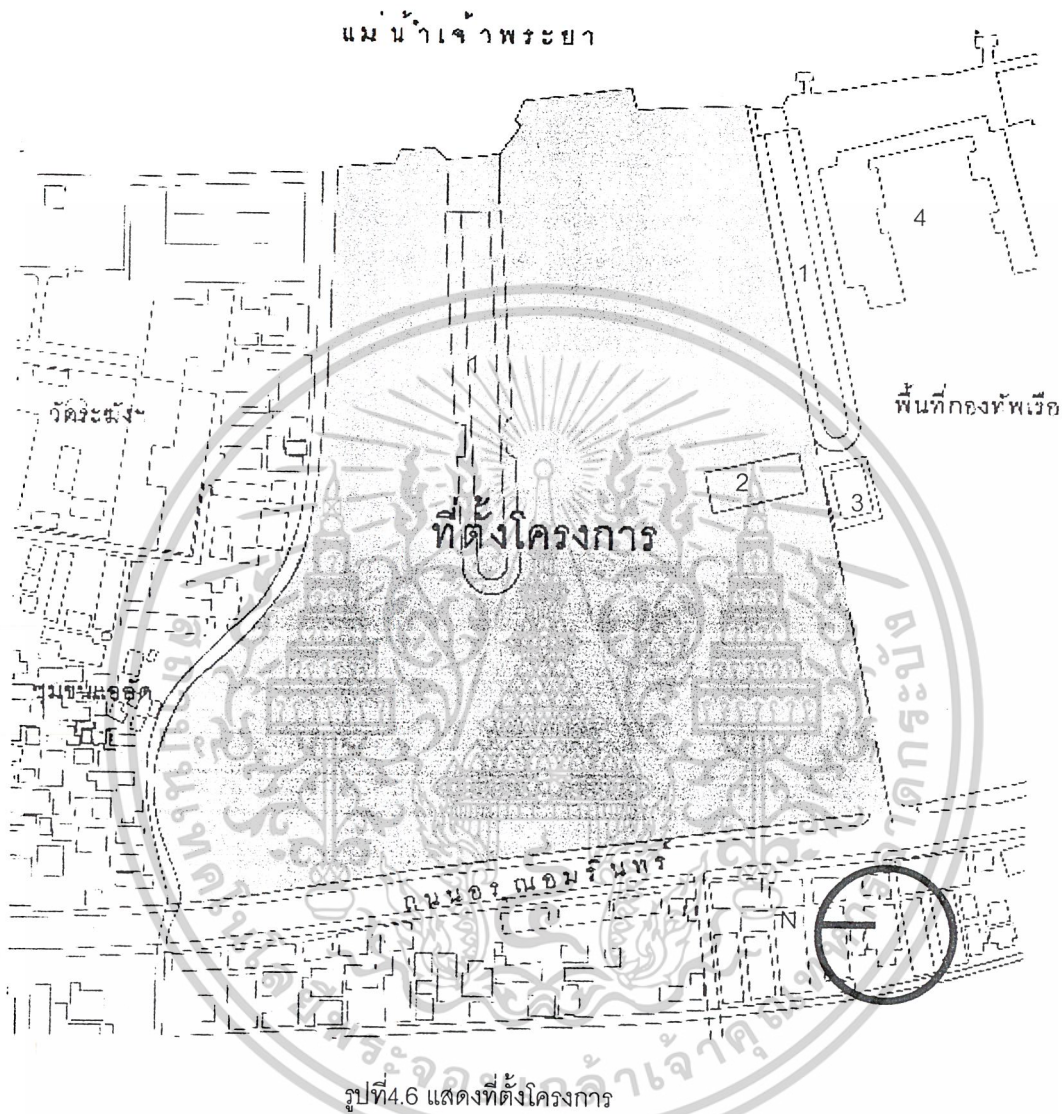 แม่น้ำเจ้าพระยา
4
1
1
วัดระฆังฯ
พื้นที่กองทัพเรือ
2
3
ที่ตั้งโครงการ
ถนนอรุณอมรินทร์
N
รูปที่4.6 แสดงที่ตั้งโครงการ